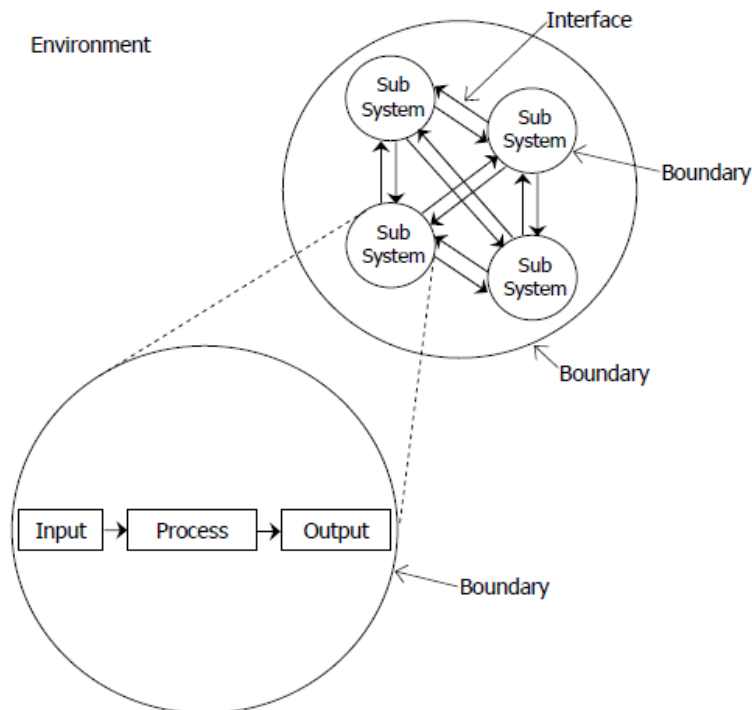 Interface
Environment
Sub
System
Sub
System
Boundary
Sub
System
Sub
System
Boundary
Input
Process
Output
Boundary